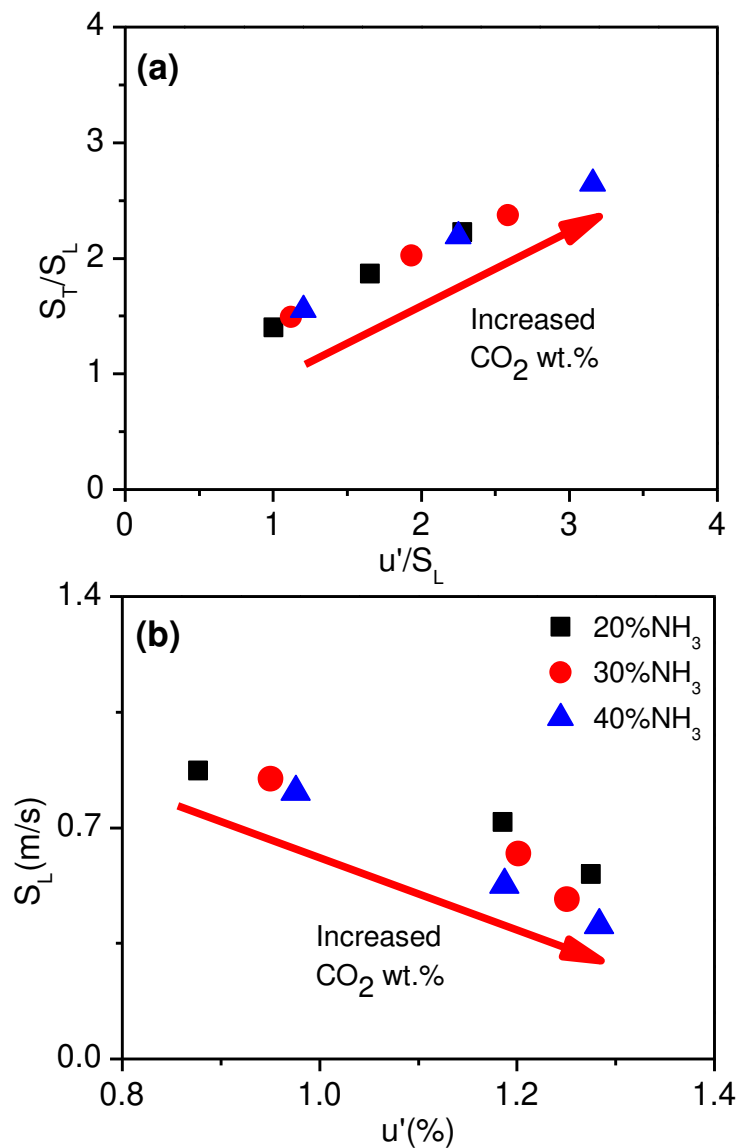 4
(a)
3
2
1
0
S_T/S_L
Increased
CO₂ wt.%
0 1 2 3 4
u'/S_L
1.4
(b)
20%NH₃
30%NH₃
40%NH₃
0.7
S_L(m/s)
Increased
CO₂ wt.%
0.0
0.8 1.0 1.2 1.4
u'(%)